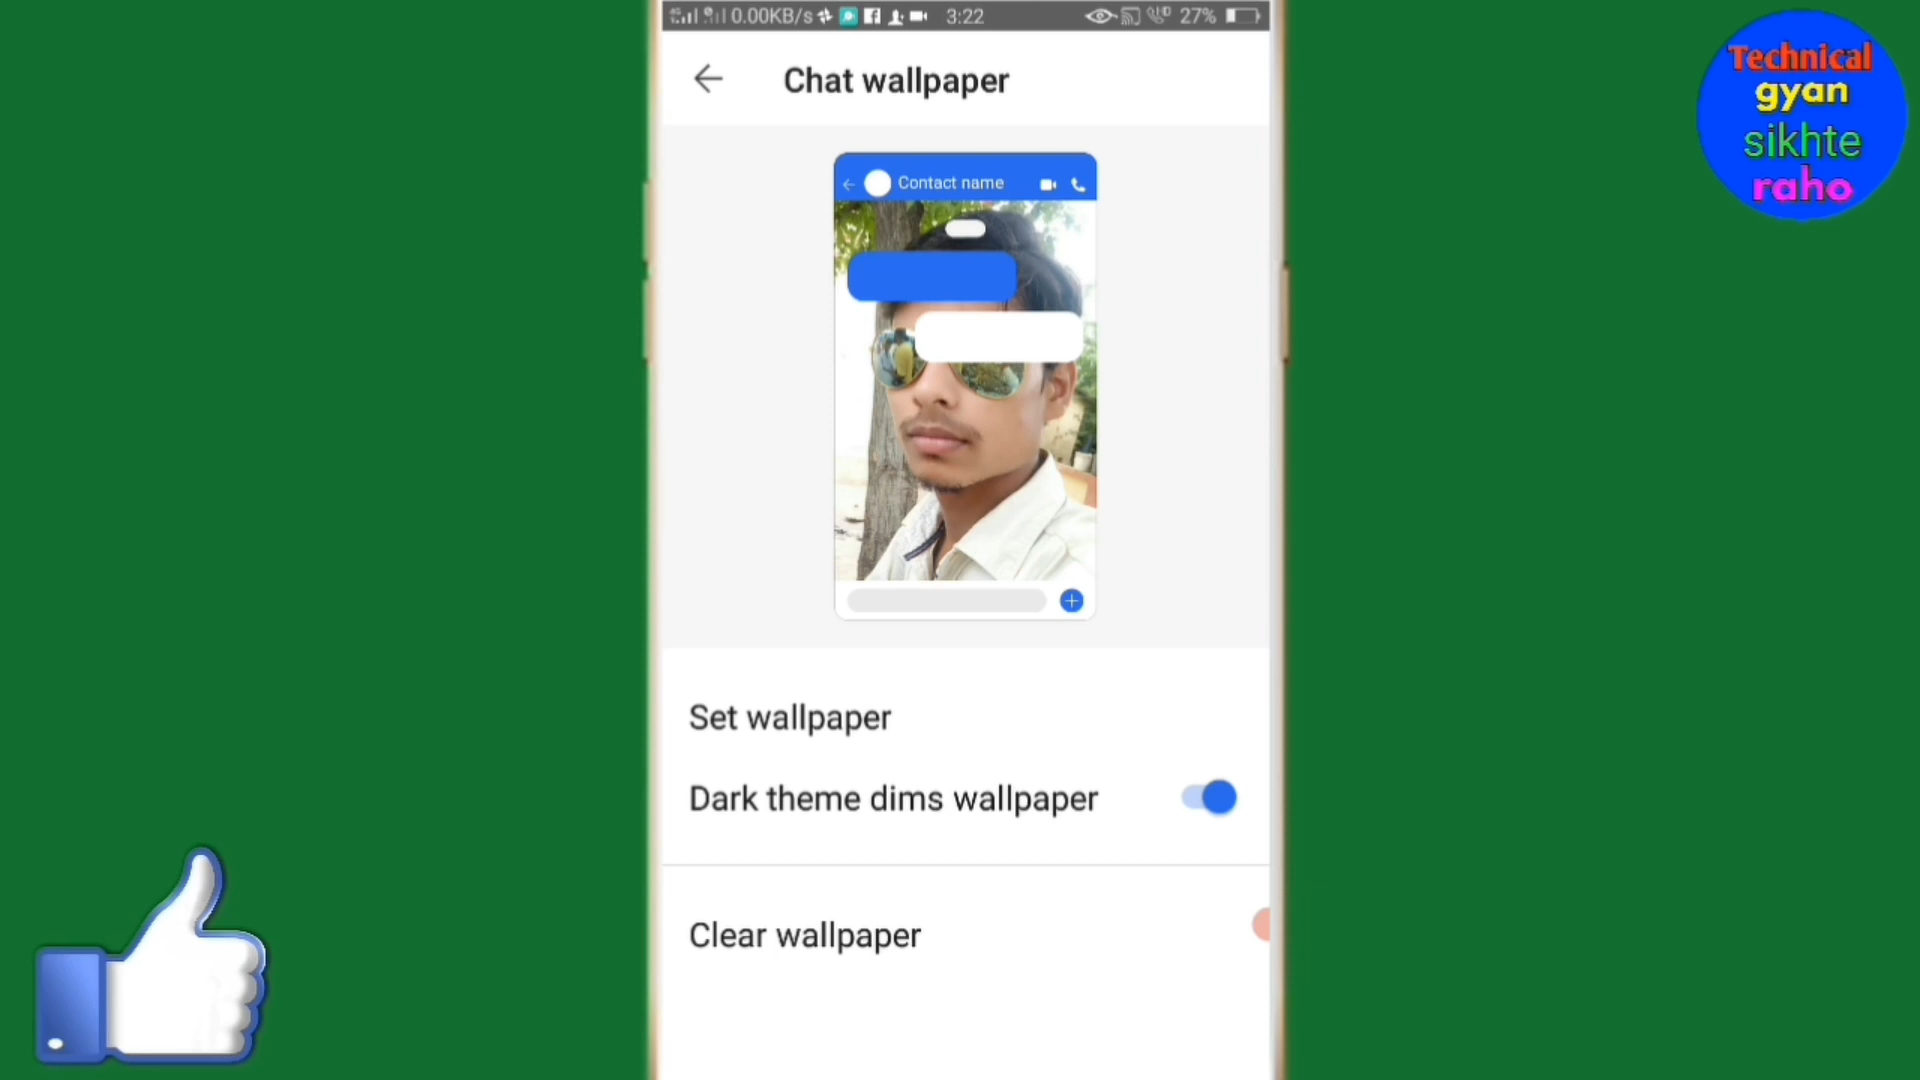 0.00KB/s 3:22 27%
Chat wallpaper
Contact name
Set wallpaper
Dark theme dims wallpaper
Clear wallpaper
Technical
gyan
sikhte
raho